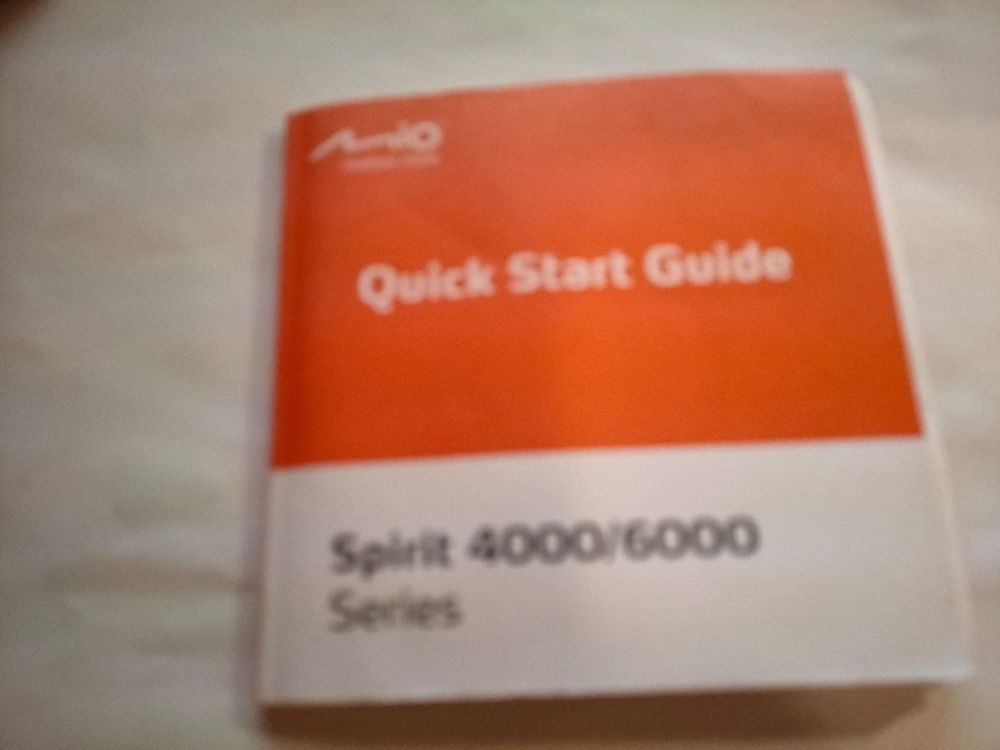 Mio
Quick Start Guide
Spirit 4000/6000
Series